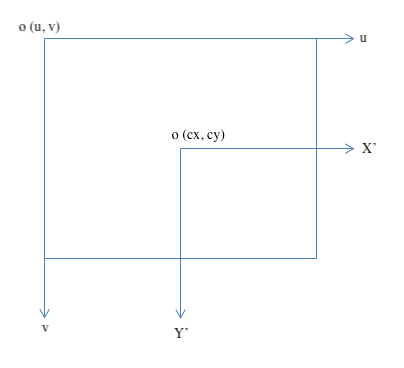 o (u, v)
u
o (cx, cy)
X’
v
Y’